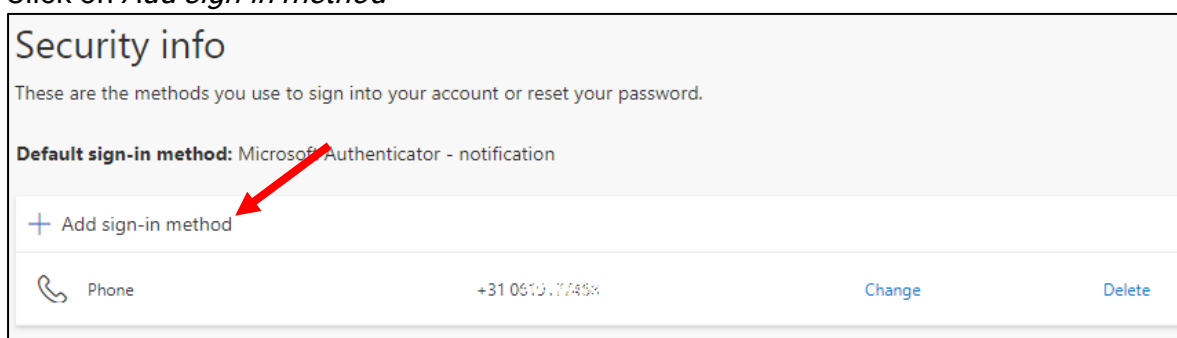 Click on Add sign-in method
Security info
These are the methods you use to sign into your account or reset your password.
Default sign-in method: Microsoft Authenticator - notification
+ Add sign-in method
Phone +31 Change Delete